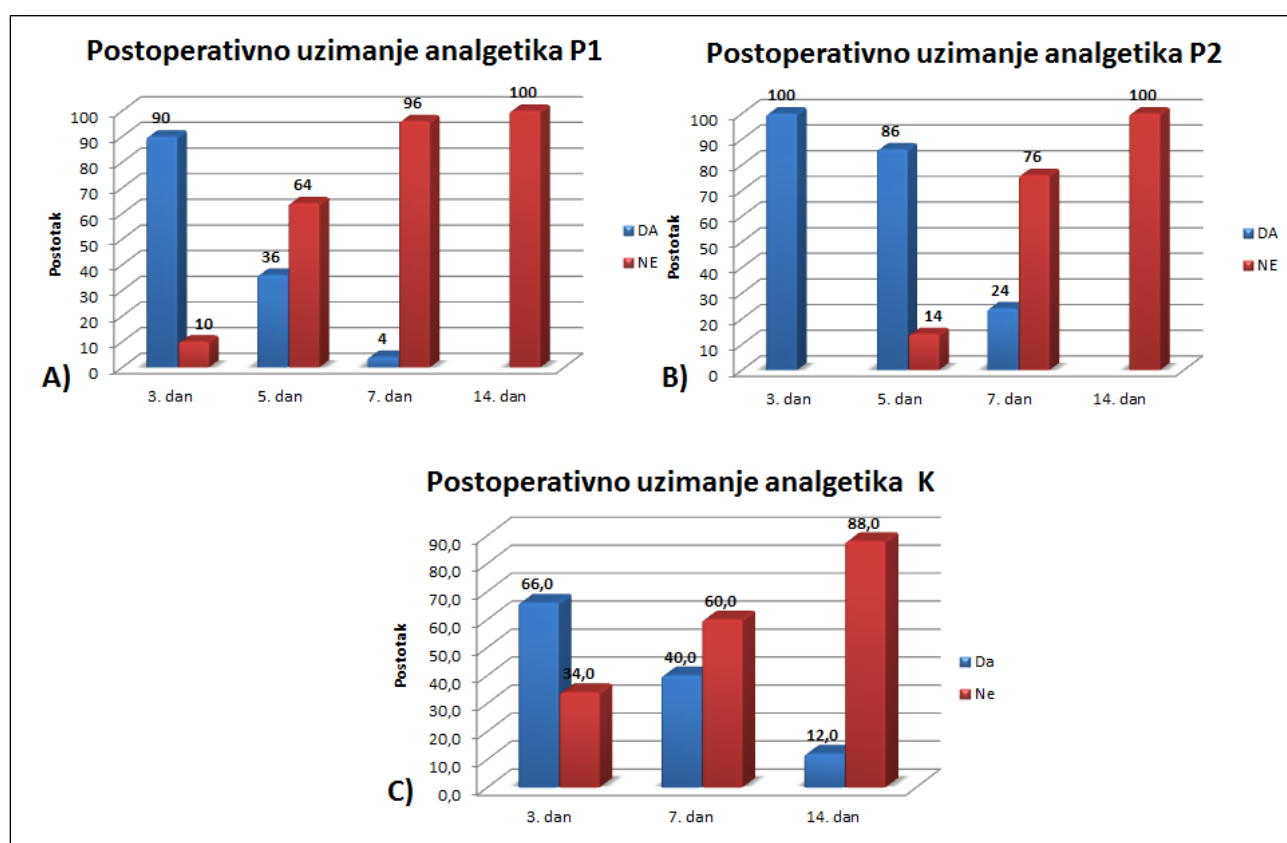 Postoperativno uzimanje analgetika P1
Postotak
100
90
80
70
60
50
40
30
20
10
0
90
10
36
64
4
96
100
3. dan
5. dan
7. dan
14. dan
DA
NE
A)
Postoperativno uzimanje analgetika P2
Postotak
100
90
80
70
60
50
40
30
20
10
0
100
86
14
24
76
100
3. dan
5. dan
7. dan
14. dan
DA
NE
B)
Postoperativno uzimanje analgetika K
Postotak
90,0
80,0
70,0
60,0
50,0
40,0
30,0
20,0
10,0
0,0
66,0
34,0
40,0
60,0
12,0
88,0
3. dan
7. dan
14. dan
Da
Ne
C)